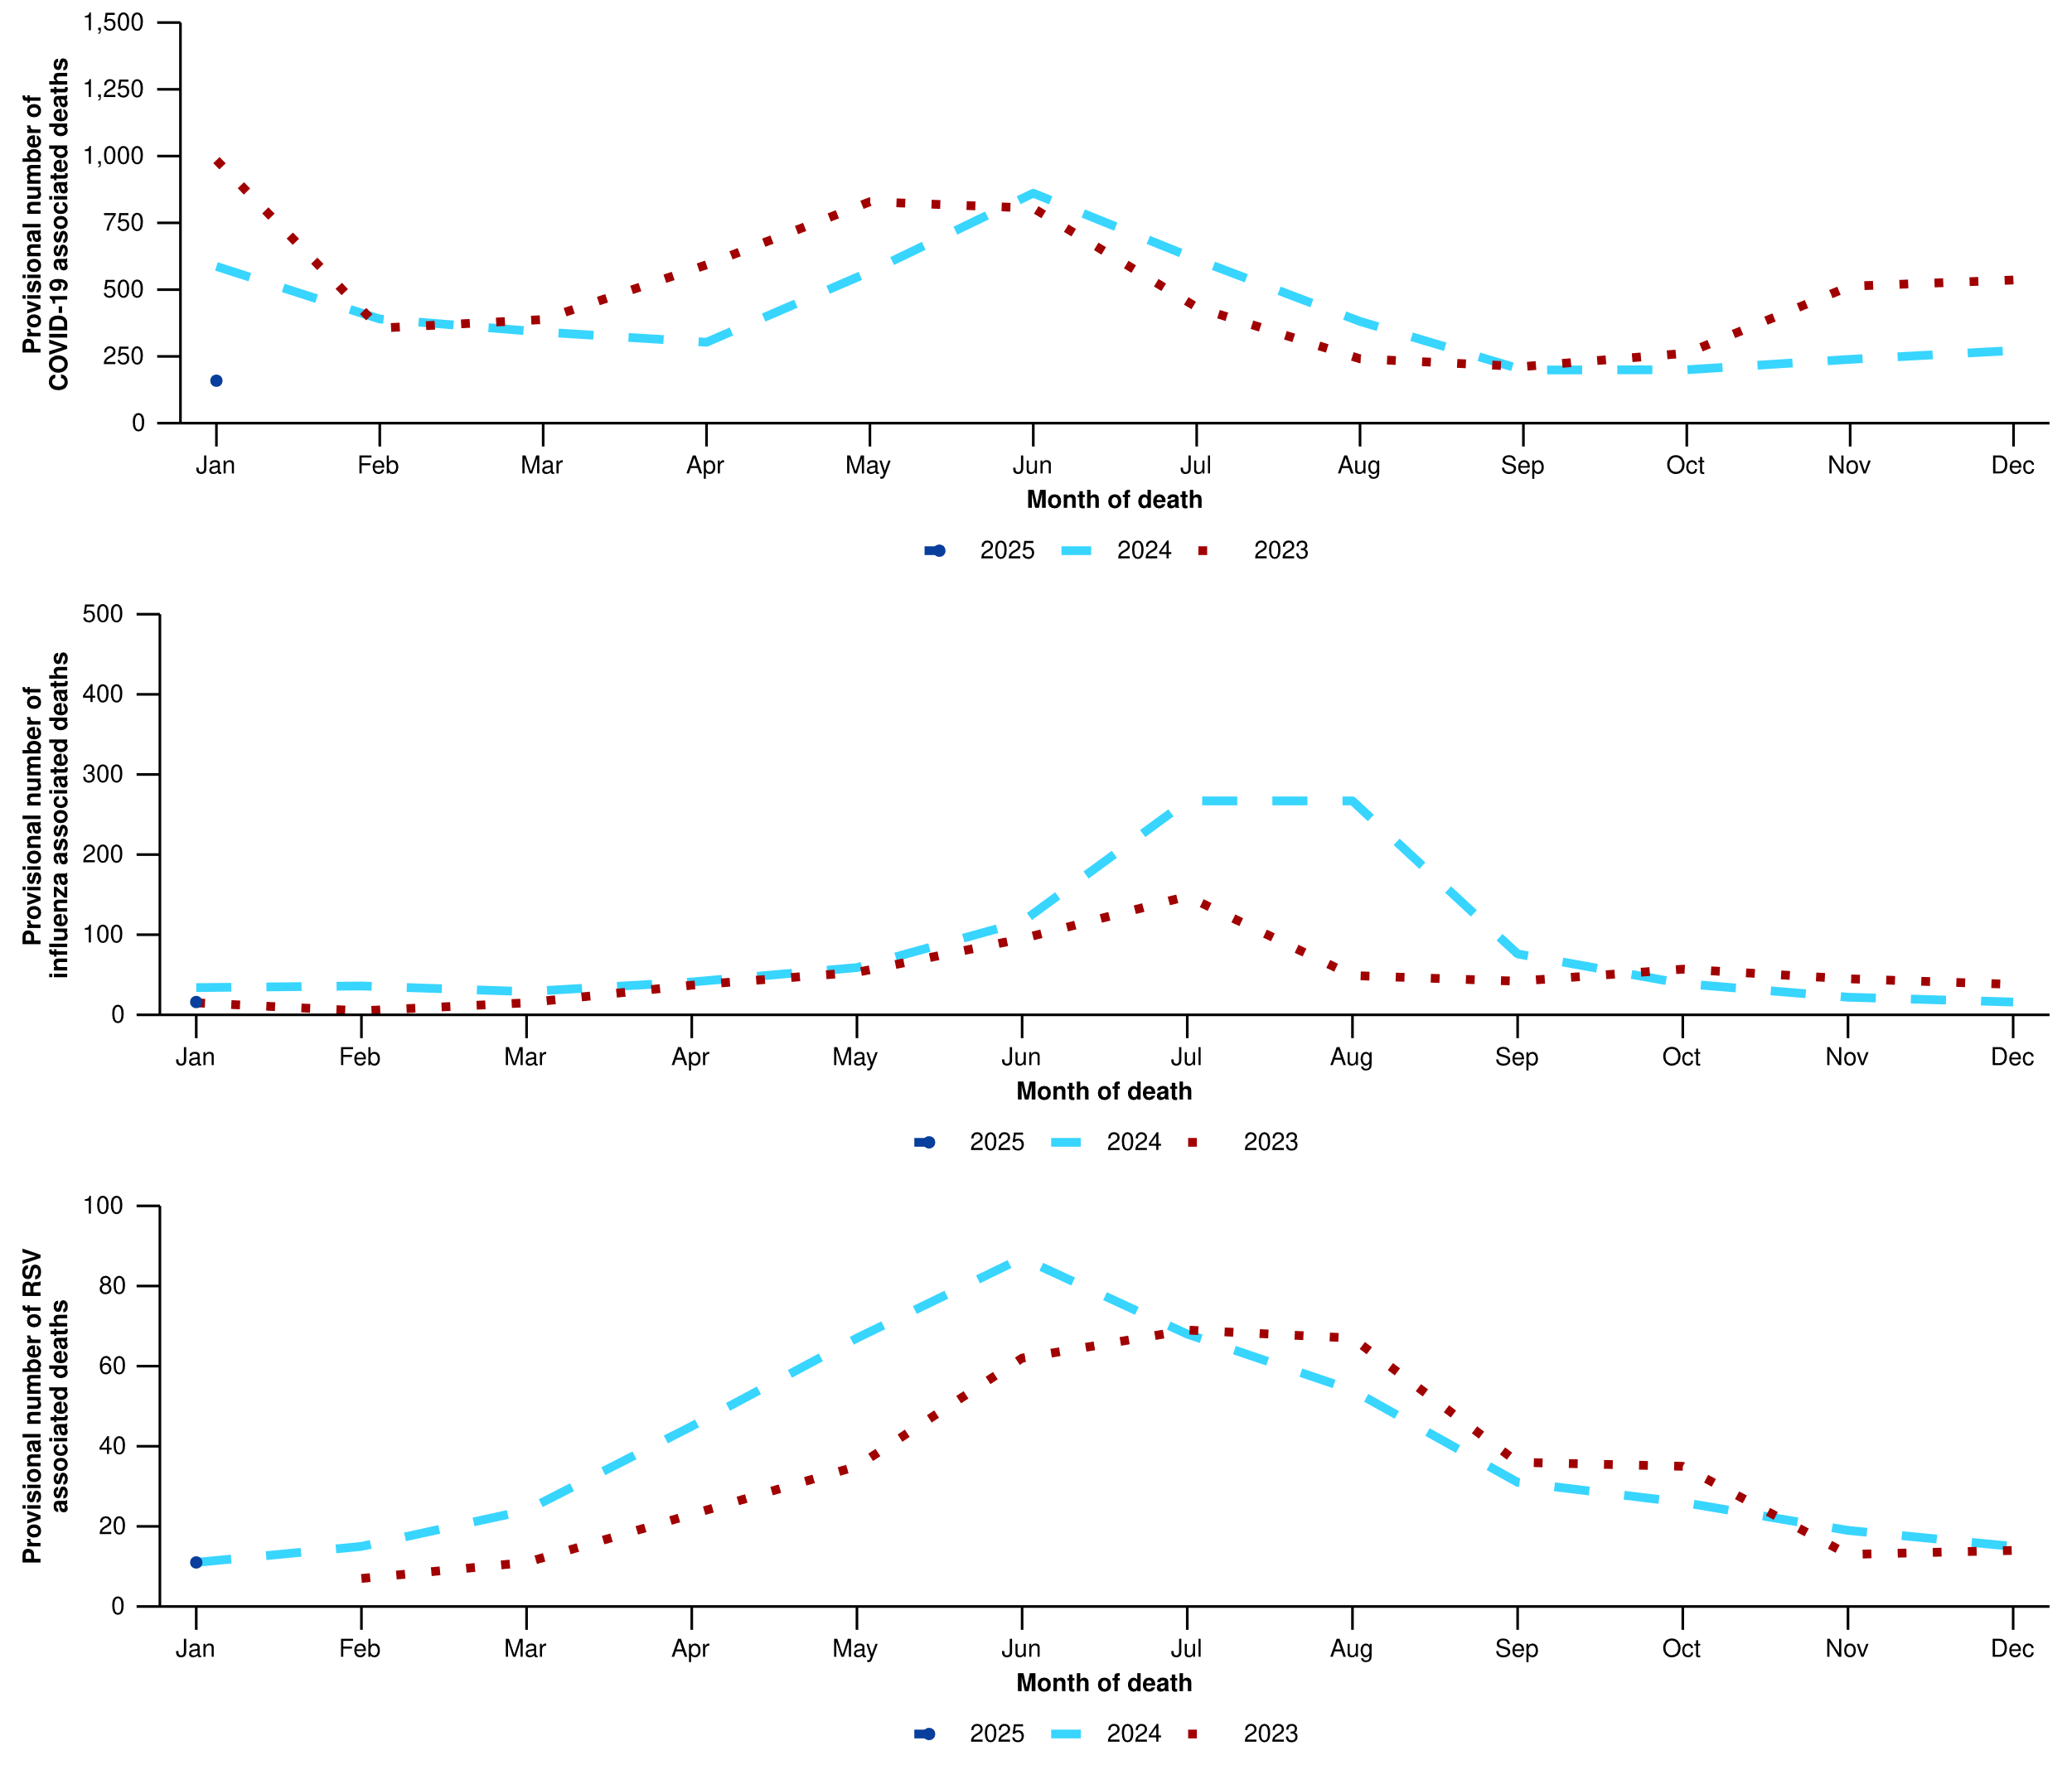 Provisional number of
COVID-19 associated deaths
1,500
1,250
1,000
750
500
250
0
Jan Feb Mar Apr May Jun Jul Aug Sep Oct Nov Dec
Month of death
2025 2024 2023
Provisional number of
influenza associated deaths
500
400
300
200
100
0
Jan Feb Mar Apr May Jun Jul Aug Sep Oct Nov Dec
Month of death
2025 2024 2023
Provisional number of RSV
associated deaths
100
80
60
40
20
0
Jan Feb Mar Apr May Jun Jul Aug Sep Oct Nov Dec
Month of death
2025 2024 2023